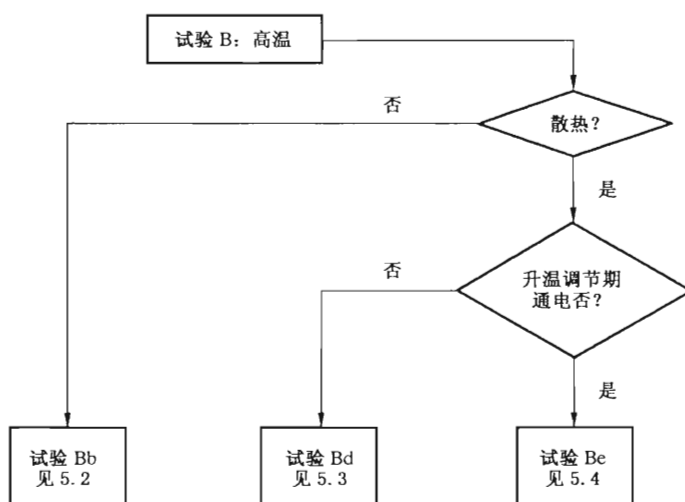 试验 B：高温
否
散热？
是
升温调节期
通电否？
否
是
试验 Bb
见 5.2
试验 Bd
见 5.3
试验 Be
见 5.4